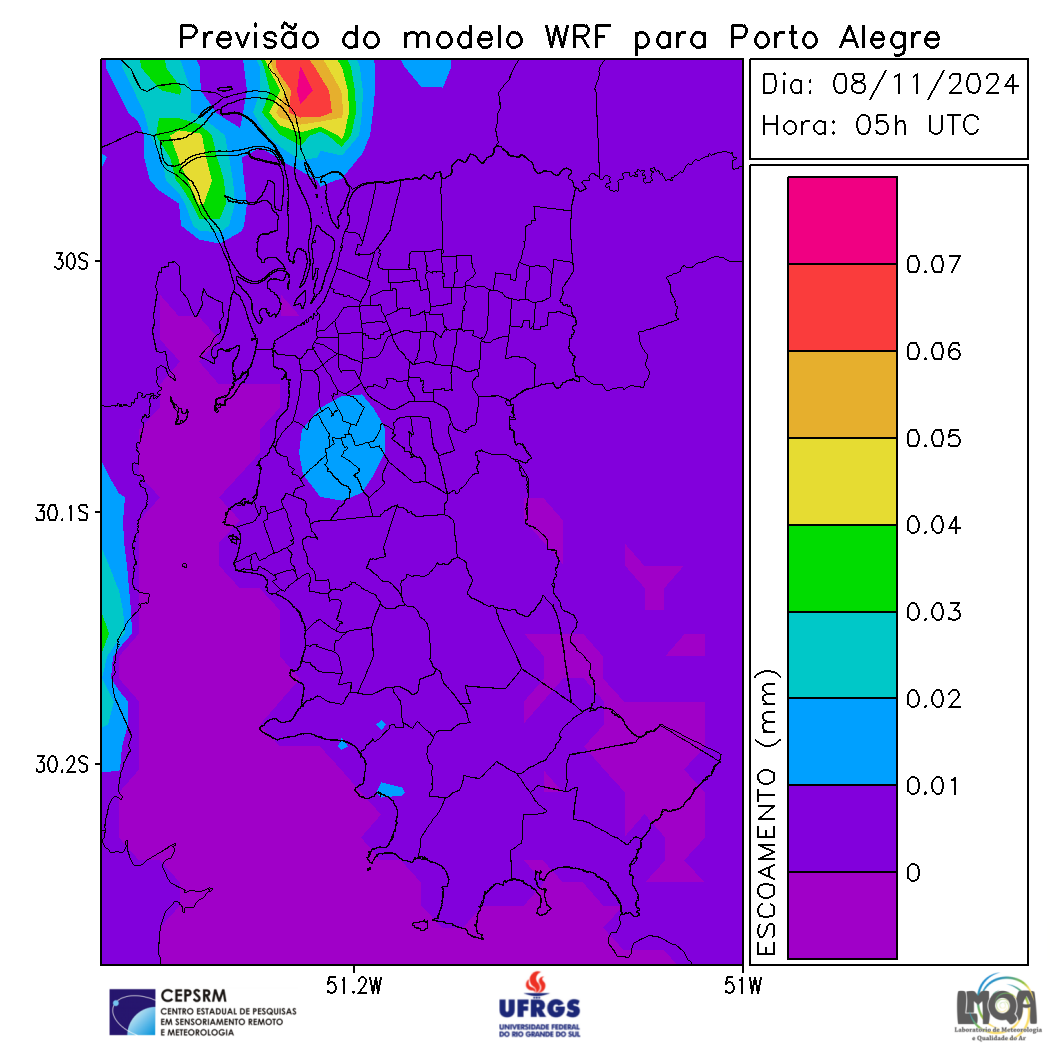 Previsão do modelo WRF para Porto Alegre
Dia: 08/11/2024
Hora: 05h UTC
30S
30.1S
30.2S
51.2W
51W
ESCOAMENTO (mm)
0.07
0.06
0.05
0.04
0.03
0.02
0.01
0
CEPSRM
CENTRO ESTADUAL DE PESQUISAS
EM SENSORIAMENTO REMOTO
E METEOROLOGIA
UFRGS
UNIVERSIDADE FEDERAL
DO RIO GRANDE DO SUL
LMQA
Laboratório de Meteorologia
e Qualidade do Ar